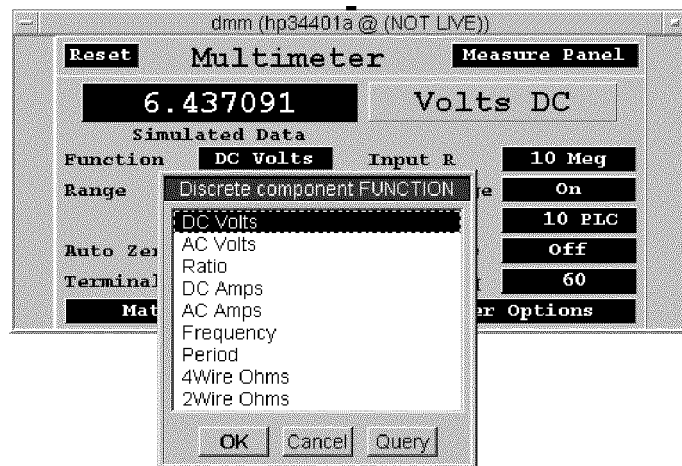 dmm (hp34401a @ (NOT LIVE))
Reset Multimeter Measure Panel
6.437091 Volts DC
Simulated Data
Function DC Volts Input R 10 Meg
Range On
10 PLC
Off
60
Options
Discrete component FUNCTION
DC Volts
AC Volts
Ratio
DC Amps
AC Amps
Frequency
Period
4Wire Ohms
2Wire Ohms
OK Cancel Query